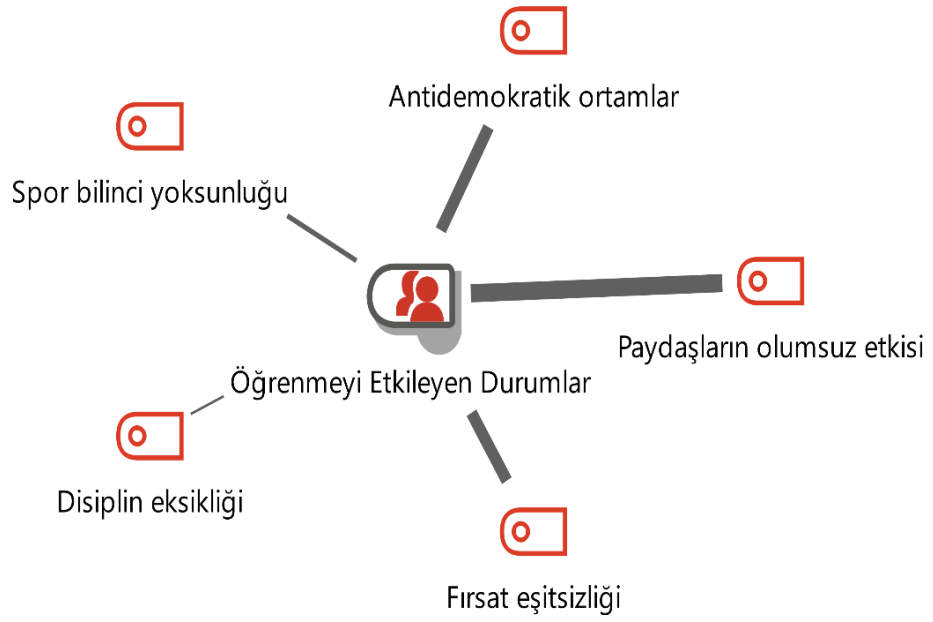 Antidemokratik ortamlar
Spor bilinci yoksunluğu
Paydaşların olumsuz etkisi
Öğrenmeyi Etkileyen Durumlar
Disiplin eksikliği
Fırsat eşitsizliği